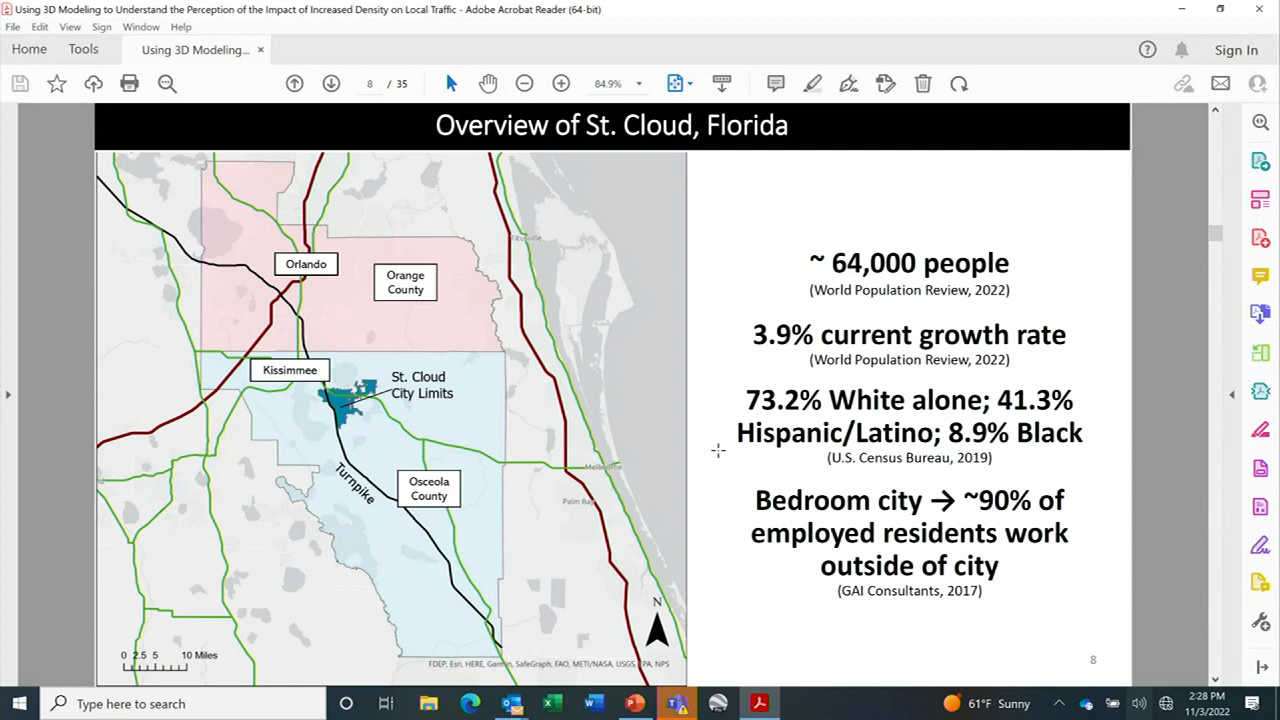 Using 3D Modeling to Understand the Perception of the Impact of Increased Density on Local Traffic - Adobe Acrobat Reader (64-bit)
File Edit View Sign Window Help
Home Tools Using 3D Modeling... × Sign In
8 / 35 84.9%
Overview of St. Cloud, Florida
Titusville
Orlando
Orange
County
Kissimmee
St. Cloud
City Limits
Melbourne
Turnpike
Osceola
County
Palm Bay
N
0 2.5 5 10 Miles
FDEP, Esri, HERE, Garmin, SafeGraph, FAO, METI/NASA, USGS, EPA, NPS
~ 64,000 people
(World Population Review, 2022)
3.9% current growth rate
(World Population Review, 2022)
73.2% White alone; 41.3%
Hispanic/Latino; 8.9% Black
(U.S. Census Bureau, 2019)
Bedroom city → ~90% of
employed residents work
outside of city
(GAI Consultants, 2017)
8
Type here to search
61°F Sunny
2:28 PM
11/3/2022